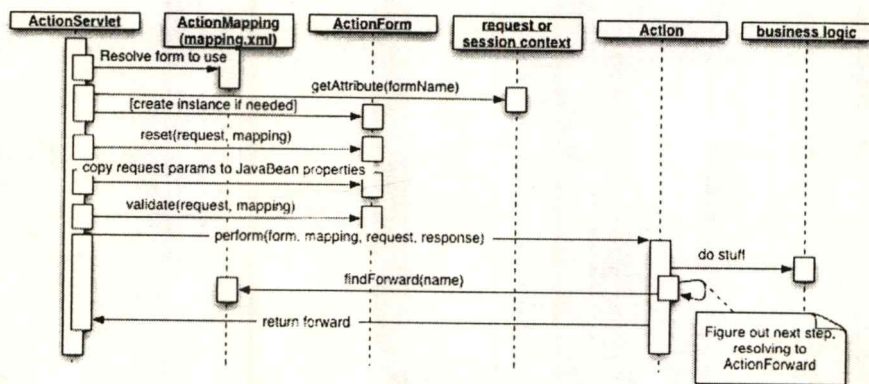 ActionServlet
ActionMapping
(mapping.xml)
ActionForm
request or
session context
Action
business logic
Resolve form to use
getAttribute(formName)
[create instance if needed]
reset(request, mapping)
copy request params to JavaBean properties
validate(request, mapping)
perform(form, mapping, request, response)
do stuff
findForward(name)
return forward
Figure out next step,
resolving to
ActionForward